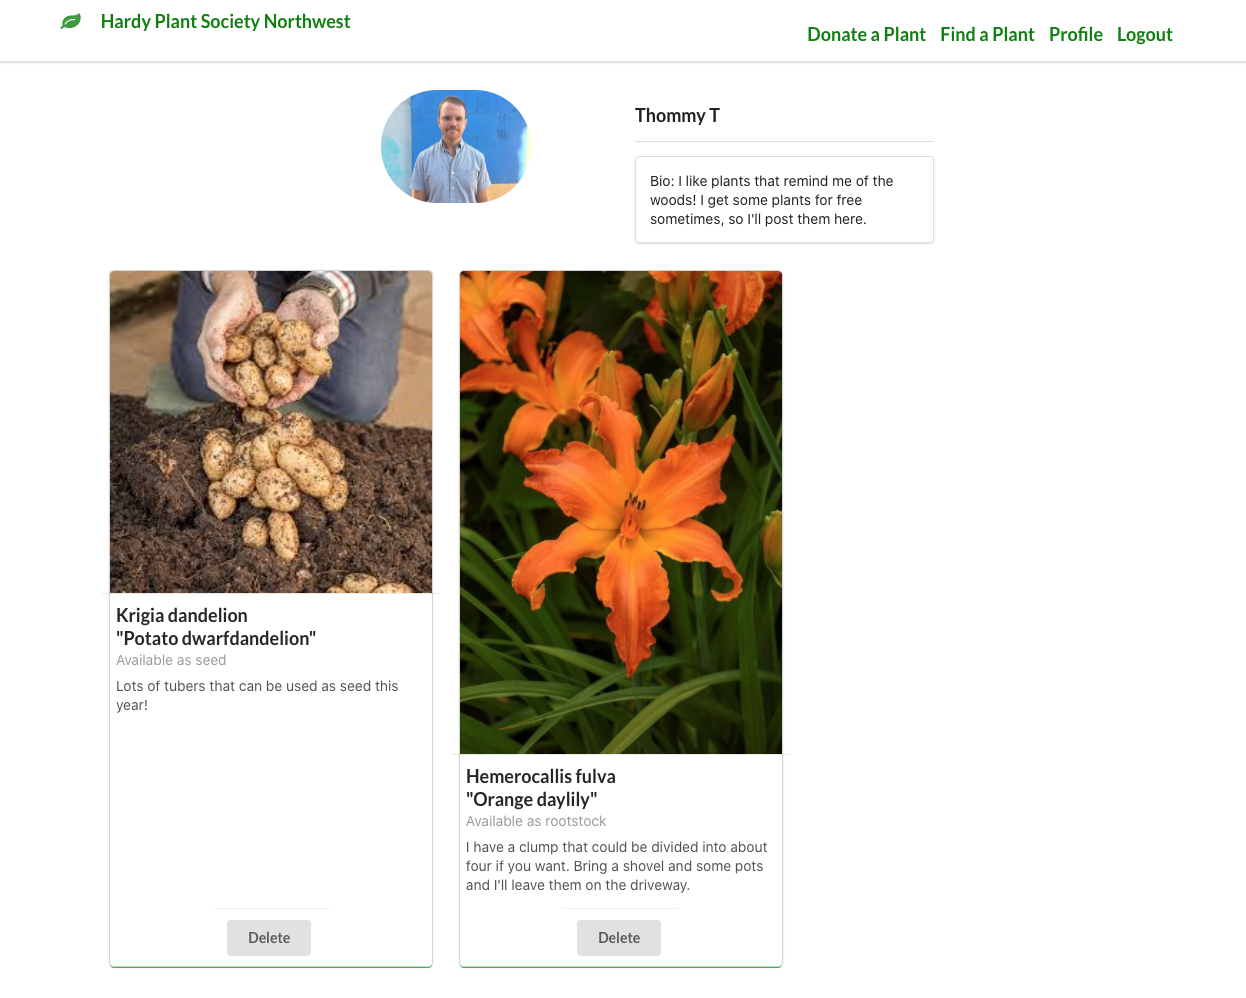 Hardy Plant Society Northwest
Donate a Plant Find a Plant Profile Logout
Thommy T
Bio: I like plants that remind me of the
woods! I get some plants for free
sometimes, so I'll post them here.
Krigia dandelion
"Potato dwarfdandelion"
Available as seed
Lots of tubers that can be used as seed this
year!
Delete
Hemerocallis fulva
"Orange daylily"
Available as rootstock
I have a clump that could be divided into about
four if you want. Bring a shovel and some pots
and I'll leave them on the driveway.
Delete